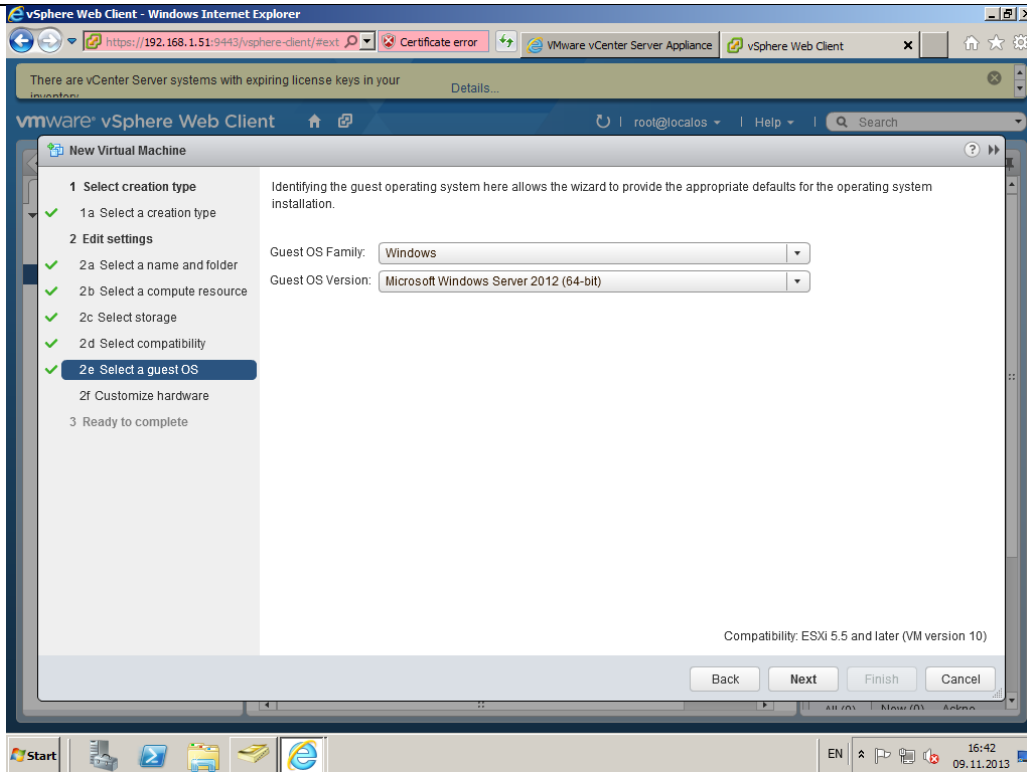 vSphere Web Client - Windows Internet Explorer
https://192.168.1.51:9443/vsphere-client/#ext
Certificate error
VMware vCenter Server Appliance
vSphere Web Client
There are vCenter Server systems with expiring license keys in your
inventory.
Details...
vmware® vSphere Web Client
root@localos
Help
Search
New Virtual Machine
1 Select creation type
1a Select a creation type
2 Edit settings
2a Select a name and folder
2b Select a compute resource
2c Select storage
2d Select compatibility
2e Select a guest OS
2f Customize hardware
3 Ready to complete
Identifying the guest operating system here allows the wizard to provide the appropriate defaults for the operating system
installation.
Guest OS Family: Windows
Guest OS Version: Microsoft Windows Server 2012 (64-bit)
Compatibility: ESXi 5.5 and later (VM version 10)
Back
Next
Finish
Cancel
All (0) New (0) Ackno
Start
EN
16:42
09.11.2013